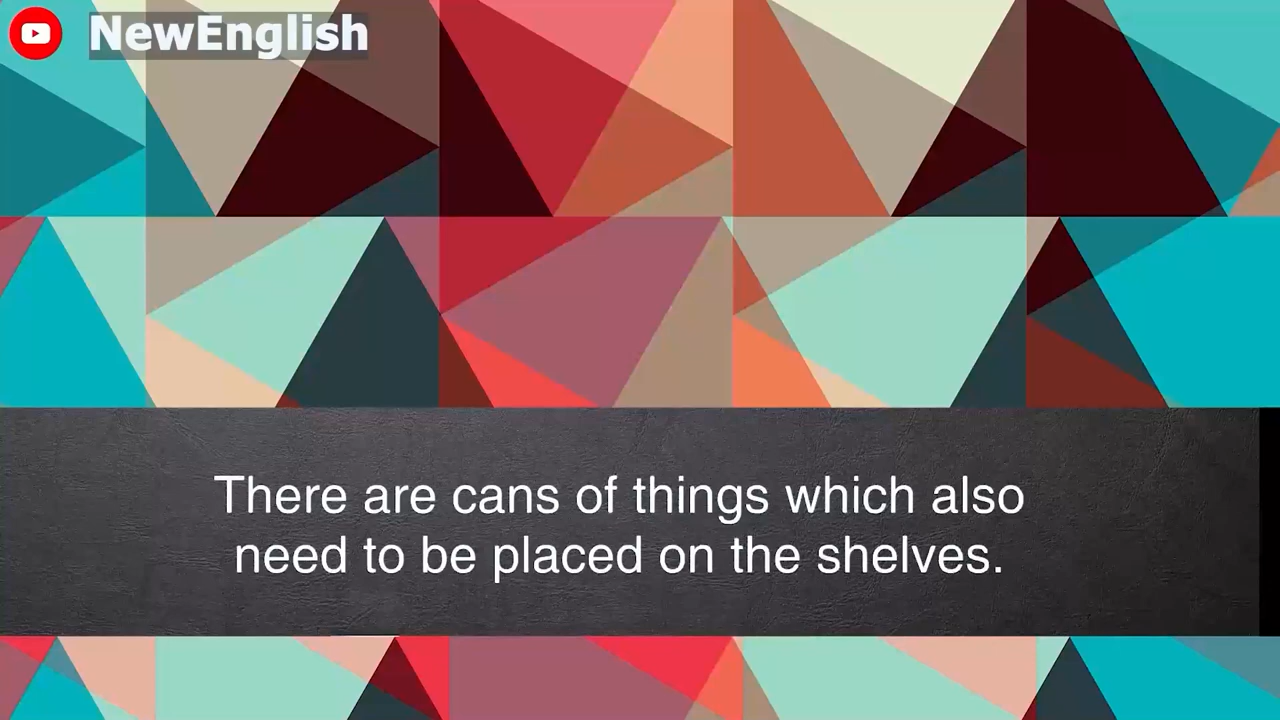 NewEnglish
There are cans of things which also
need to be placed on the shelves.